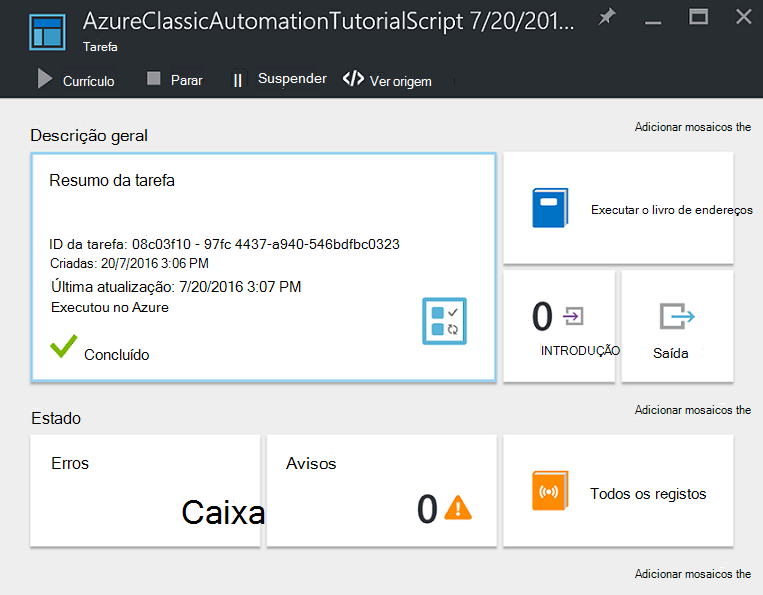 AzureClassicAutomationTutorialScript 7/20/201...
Tarefa
Currículo Parar Suspender Ver origem
Adicionar mosaicos the
Descrição geral
Resumo da tarefa
Executar o livro de endereços
ID da tarefa: 08c03f10 - 97fc 4437-a940-546bdfbc0323
Criadas: 20/7/2016 3:06 PM
Última atualização: 7/20/2016 3:07 PM
Executou no Azure
Concluído
0
INTRODUÇÃO
Saída
Adicionar mosaicos the
Estado
Erros
Caixa
Avisos
0
Todos os registos
Adicionar mosaicos the